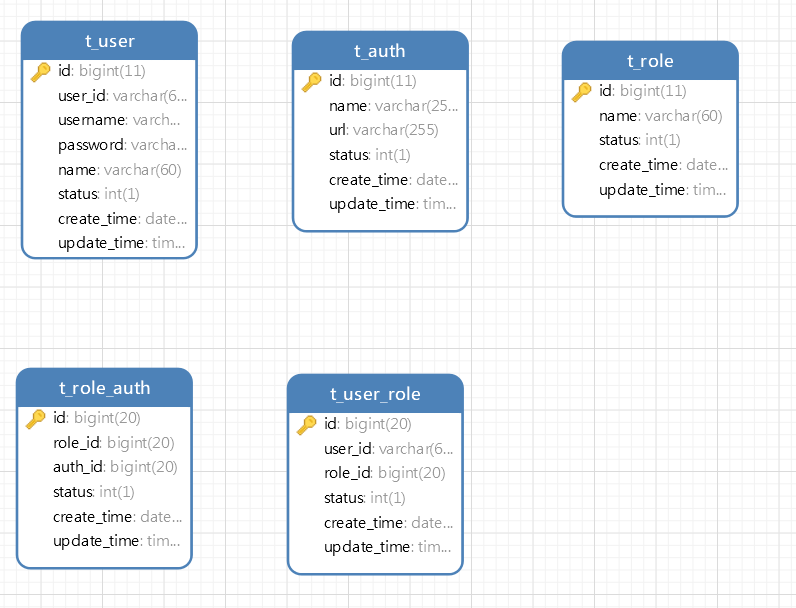 t_user
id: bigint(11)
user_id: varchar(6...
username: varch...
password: varcha...
name: varchar(60)
status: int(1)
create_time: date...
update_time: tim...
t_auth
id: bigint(11)
name: varchar(25...
url: varchar(255)
status: int(1)
create_time: date...
update_time: tim...
t_role
id: bigint(11)
name: varchar(60)
status: int(1)
create_time: date...
update_time: tim...
t_role_auth
id: bigint(20)
role_id: bigint(20)
auth_id: bigint(20)
status: int(1)
create_time: date...
update_time: tim...
t_user_role
id: bigint(20)
user_id: varchar(6...
role_id: bigint(20)
status: int(1)
create_time: date...
update_time: tim...